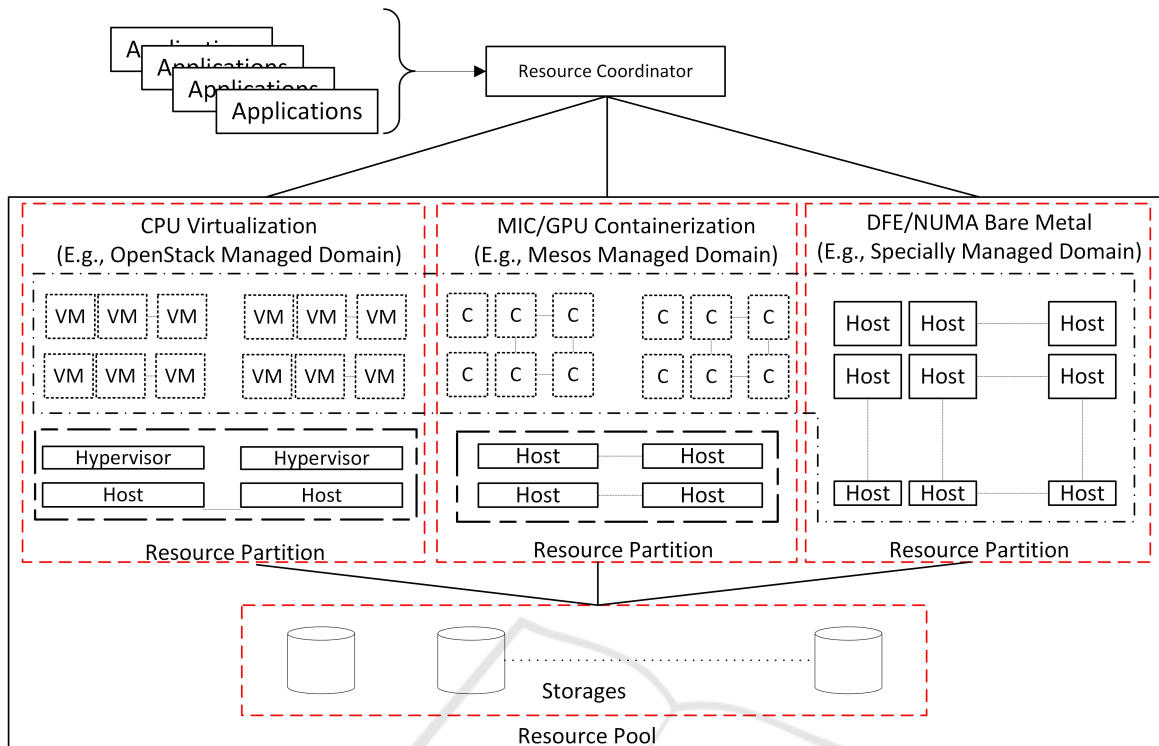 Applications
Applications
Applications
Applications
Resource Coordinator
CPU Virtualization
(E.g., OpenStack Managed Domain)
VM VM VM VM VM VM
VM VM VM VM VM VM
Hypervisor Hypervisor
Host Host
Resource Partition
MIC/GPU Containerization
(E.g., Mesos Managed Domain)
C C C C C C
C C C C C C
Host Host
Host Host
Resource Partition
DFE/NUMA Bare Metal
(E.g., Specially Managed Domain)
Host Host Host
Host Host Host
Host Host Host
Resource Partition
Storages
Resource Pool